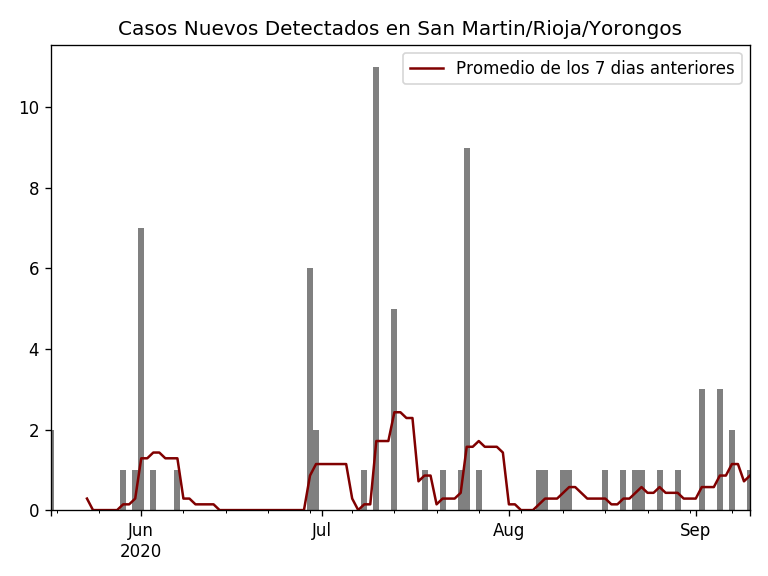 Casos Nuevos Detectados en San Martin/Rioja/Yorongos
Promedio de los 7 dias anteriores
10
8
6
4
2
0
Jun
2020
Jul
Aug
Sep